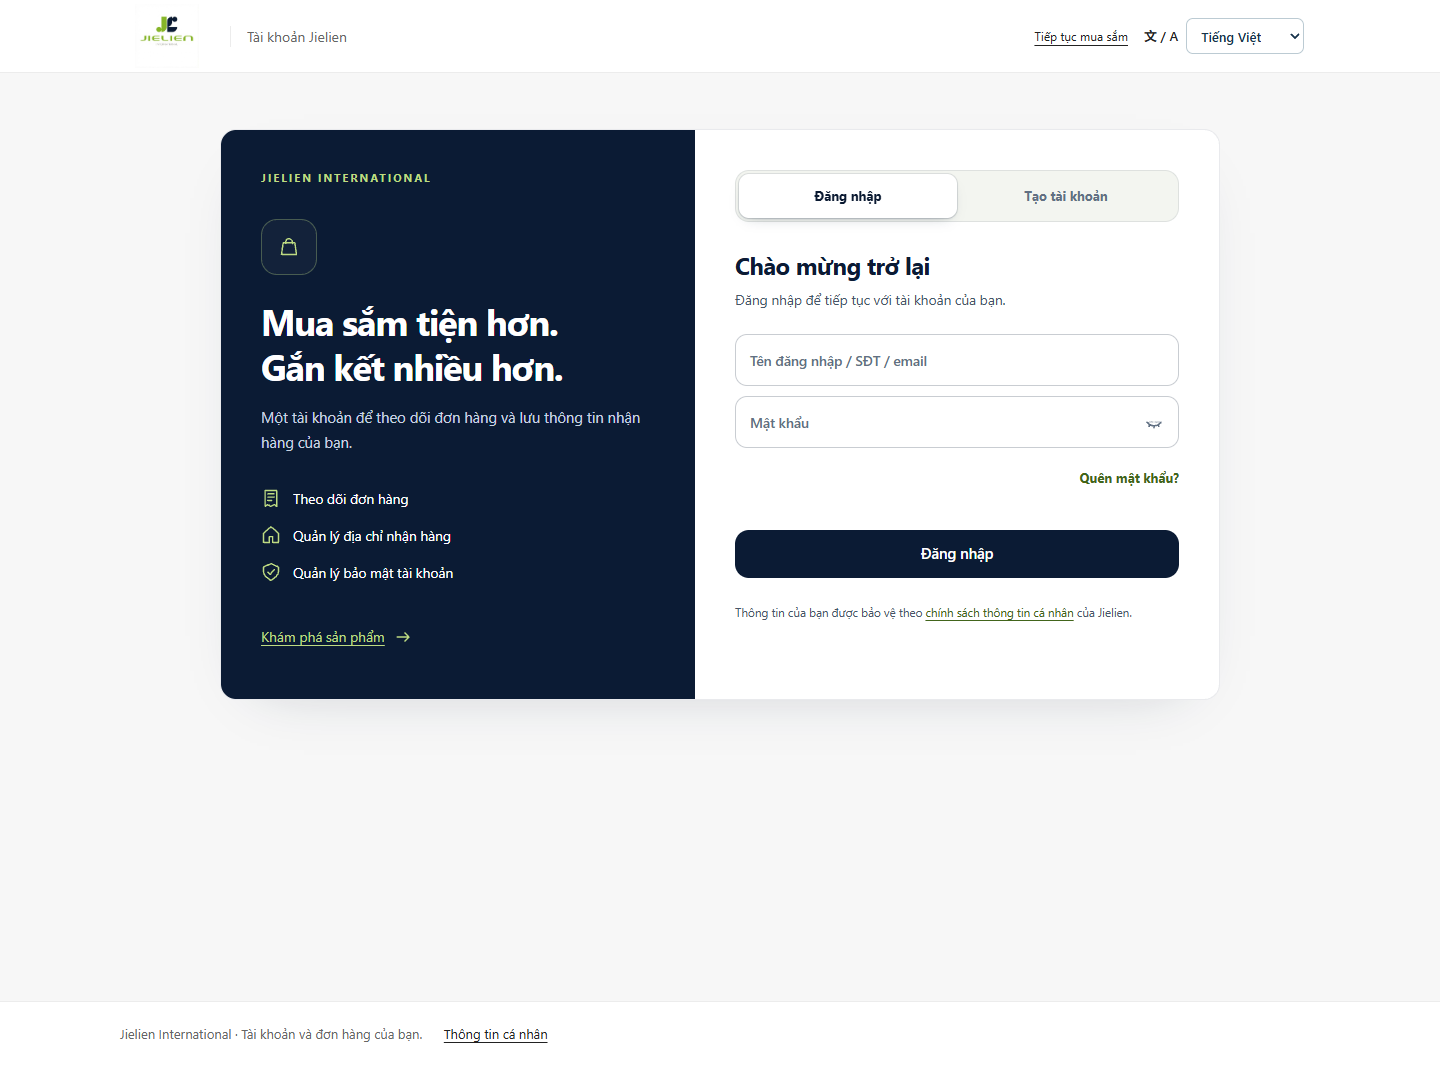 JC
JIELIEN
Tài khoản Jielien
Tiếp tục mua sắm
文 / A
Tiếng Việt
JIELIEN INTERNATIONAL
Mua sắm tiện hơn.
Gắn kết nhiều hơn.
Một tài khoản để theo dõi đơn hàng và lưu thông tin nhận
hàng của bạn.
Theo dõi đơn hàng
Quản lý địa chỉ nhận hàng
Quản lý bảo mật tài khoản
Khám phá sản phẩm →
Đăng nhập
Tạo tài khoản
Chào mừng trở lại
Đăng nhập để tiếp tục với tài khoản của bạn.
Tên đăng nhập / SĐT / email
Mật khẩu
Quên mật khẩu?
Đăng nhập
Thông tin của bạn được bảo vệ theo chính sách thông tin cá nhân của Jielien.
Jielien International · Tài khoản và đơn hàng của bạn.
Thông tin cá nhân